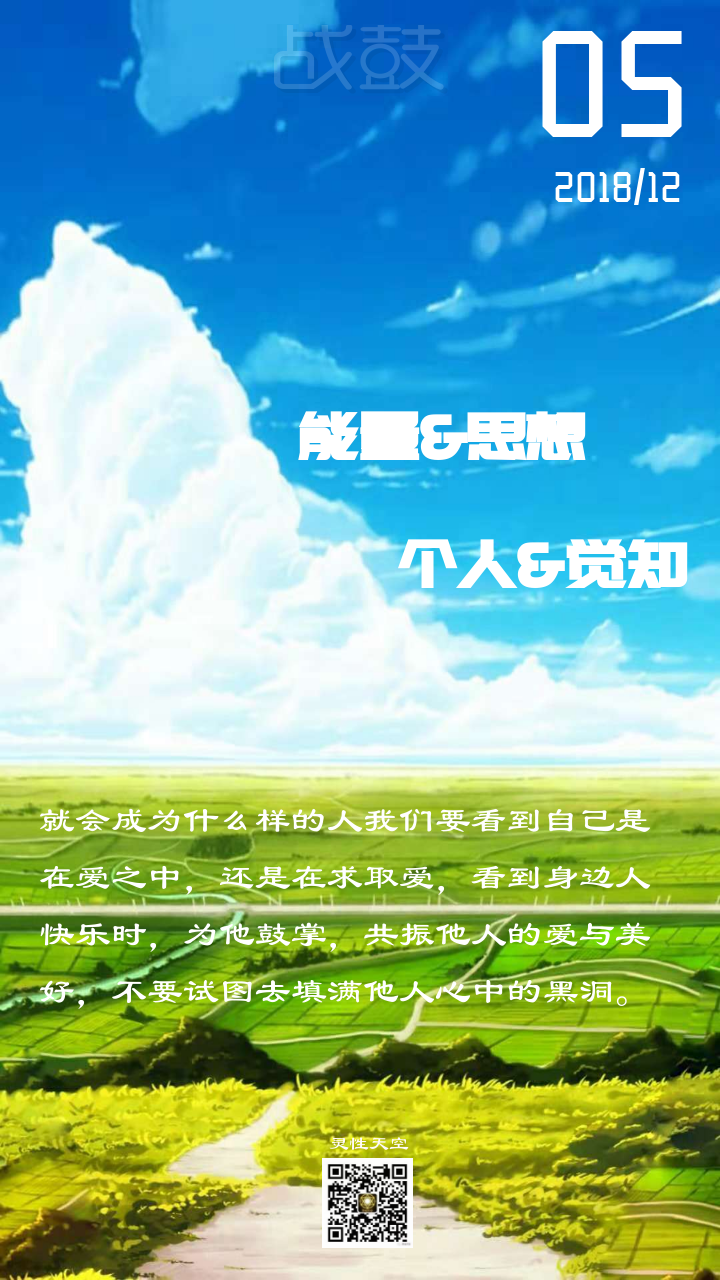 战鼓
05
2018/12
能量&思想
个人&觉知
就会成为什么样的人我们要看到自己是
在爱之中，还是在求取爱，看到身边人
快乐时，为他鼓掌，共振他人的爱与美
好，不要试图去填满他人心中的黑洞。
灵性天空